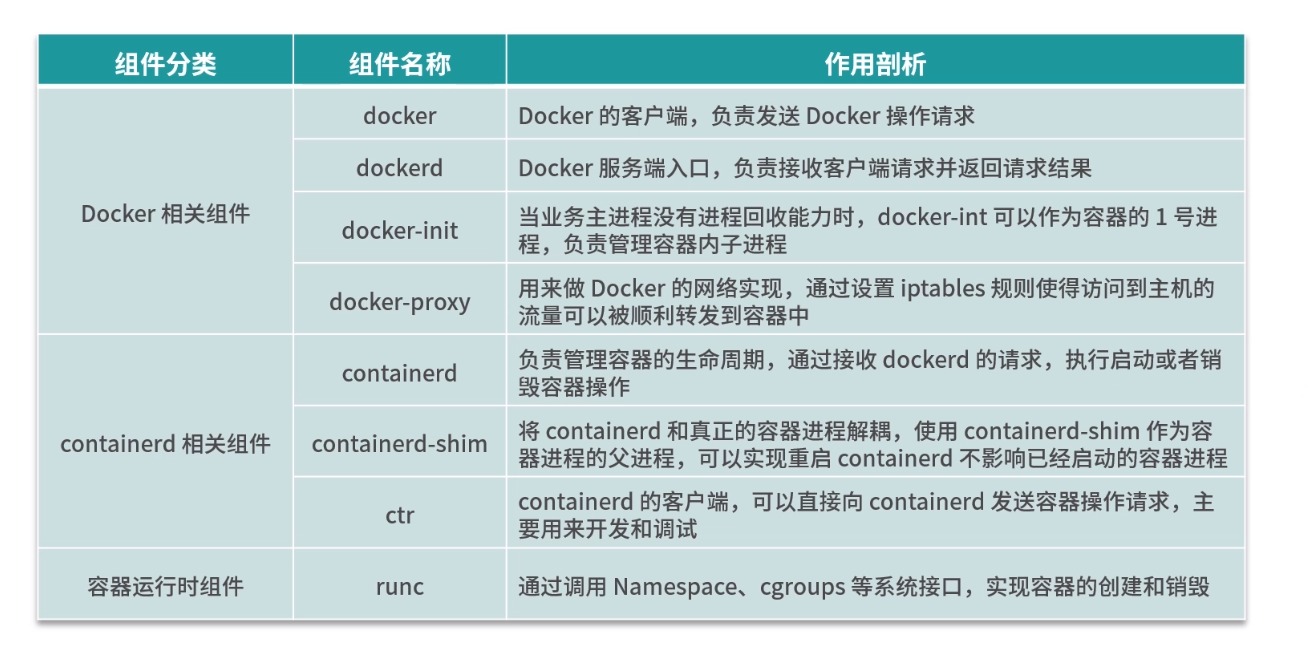 组件分类 组件名称 作用剖析
docker Docker 的客户端，负责发送 Docker 操作请求
dockerd Docker 服务端入口，负责接收客户端请求并返回请求结果
Docker 相关组件
docker-init 当业务主进程没有进程回收能力时，docker-int 可以作为容器的 1 号进
程，负责管理容器内子进程
docker-proxy 用来做 Docker 的网络实现，通过设置 iptables 规则使得访问到主机的
流量可以被顺利转发到容器中
containerd 负责管理容器的生命周期，通过接收 dockerd 的请求，执行启动或者销
毁容器操作
containerd 相关组件
containerd-shim 将 containerd 和真正的容器进程解耦，使用 containerd-shim 作为容
器进程的父进程，可以实现重启 containerd 不影响已经启动的容器进程
ctr containerd 的客户端，可以直接向 containerd 发送容器操作请求，主
要用来开发和调试
容器运行时组件 runc 通过调用 Namespace、cgroups 等系统接口，实现容器的创建和销毁